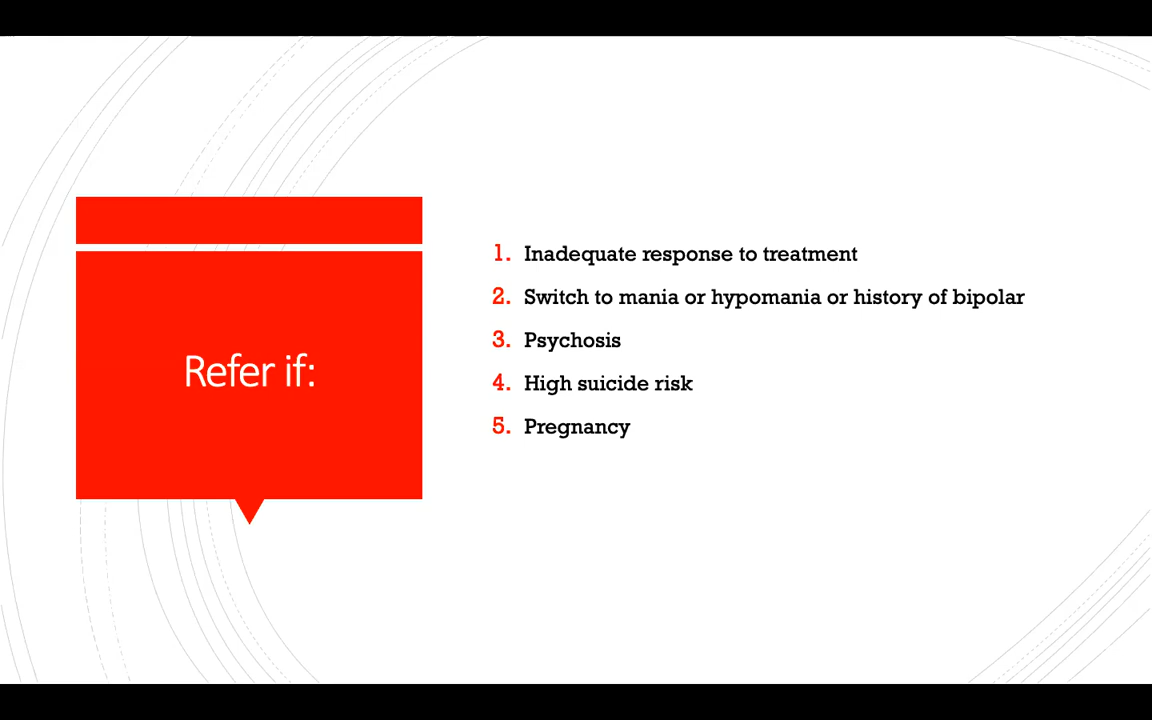 Refer if:
1. Inadequate response to treatment
2. Switch to mania or hypomania or history of bipolar
3. Psychosis
4. High suicide risk
5. Pregnancy